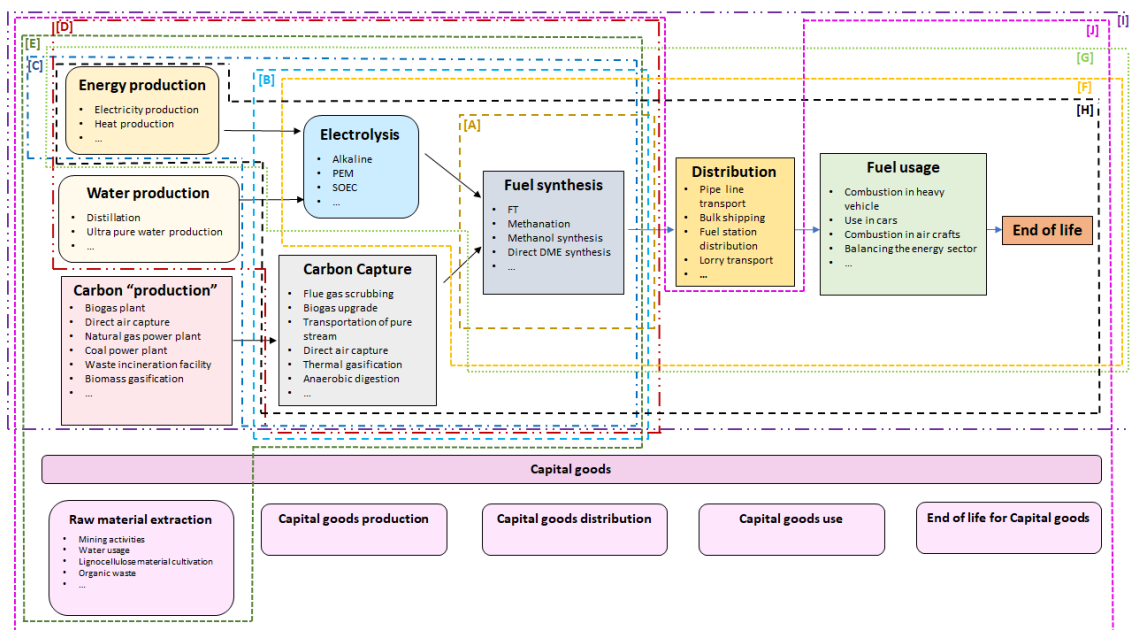 [I]
[D]
[J]
[E]
[G]
[C]
[B]
[F]
[H]
[A]
Energy production
• Electricity production
• Heat production
• ...
Water production
• Distillation
• Ultra pure water production
• ...
Carbon “production”
• Biogas plant
• Direct air capture
• Natural gas power plant
• Coal power plant
• Waste incineration facility
• Biomass gasification
• ...
Electrolysis
• Alkaline
• PEM
• SOEC
• ...
Carbon Capture
• Flue gas scrubbing
• Biogas upgrade
• Transportation of pure
stream
• Direct air capture
• Thermal gasification
• Anaerobic digestion
• ...
Fuel synthesis
• FT
• Methanation
• Methanol synthesis
• Direct DME synthesis
• ...
Distribution
• Pipe line
transport
• Bulk shipping
• Fuel station
distribution
• Lorry transport
• ...
Fuel usage
• Combustion in heavy
vehicle
• Use in cars
• Combustion in air crafts
• Balancing the energy sector
• ...
End of life
Capital goods
Raw material extraction
• Mining activities
• Water usage
• Lignocellulose material cultivation
• Organic waste
• ...
Capital goods production
Capital goods distribution
Capital goods use
End of life for Capital goods